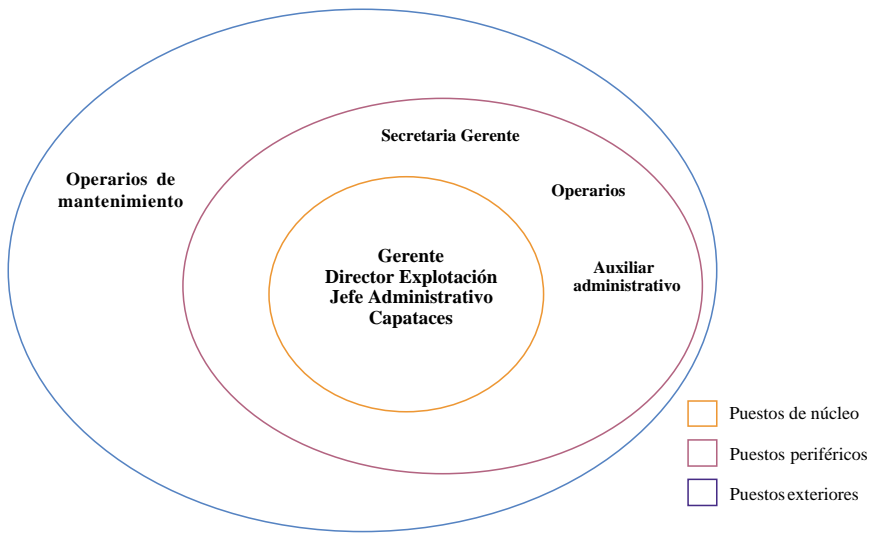 Secretaria Gerente
Operarios de
mantenimiento
Operarios
Gerente
Director Explotación
Jefe Administrativo
Capataces
Auxiliar
administrativo
Puestos de núcleo
Puestos periféricos
Puestos exteriores